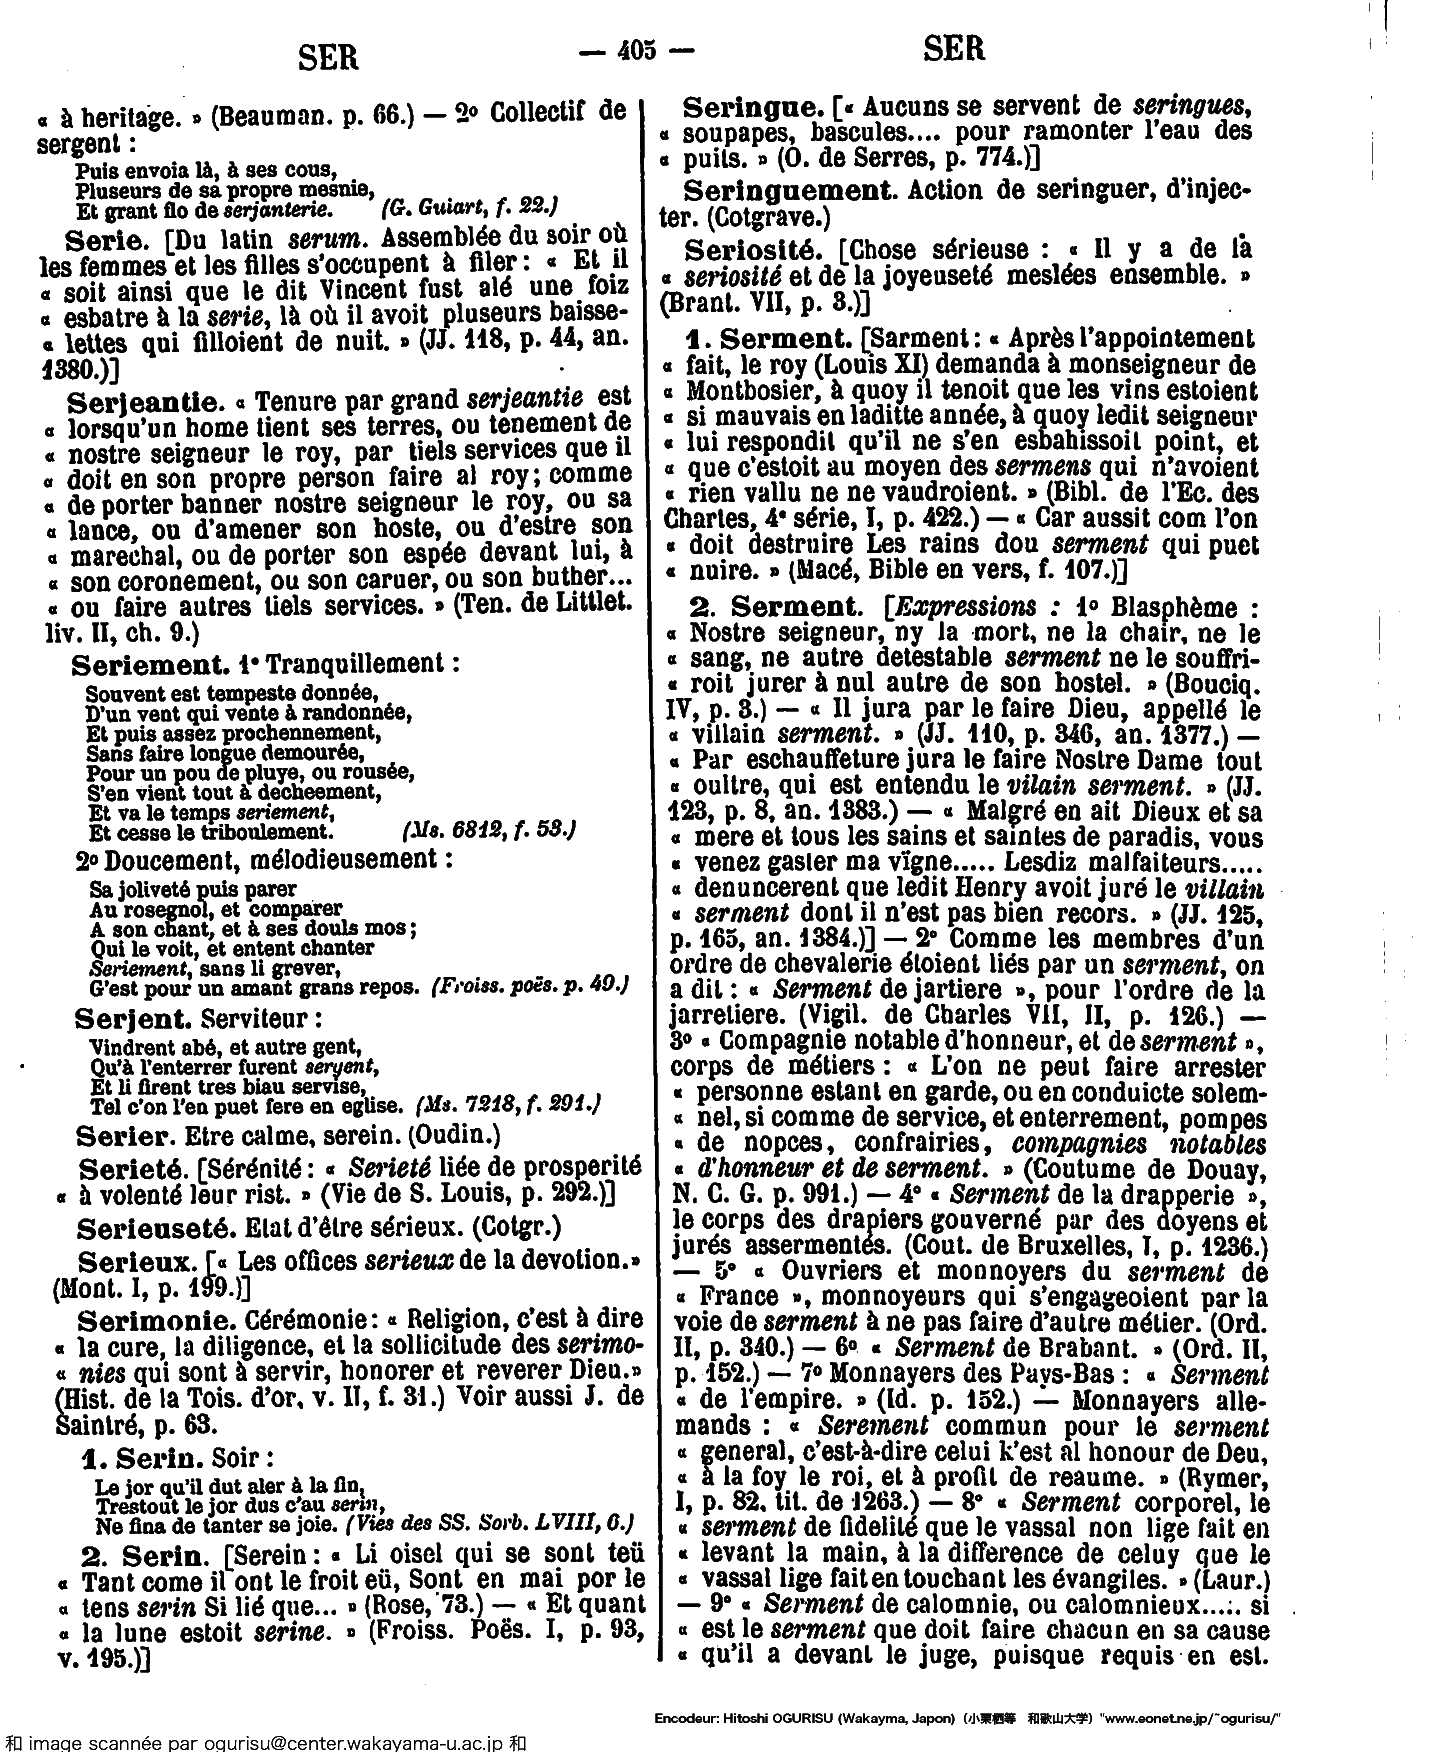 SER
— 405 —
SER
« à heritage. » (Beauman. p. 66.) — 2º Collectif de
sergent :
Puis envoia là, à ses cous,
Pluseurs de sa propre mesnie,
Et grant flo de serjanterie. (G. Guiart, f. 22.)
Serie. [Du latin serum. Assemblée du soir où
les femmes et les filles s'occupent à filer : « Et il
« soit ainsi que le dit Vincent fust alé une foiz
« esbatre à la serie, là où il avoit pluseurs baisse-
« lettes qui filloient de nuit. » (JJ. 118, p. 44, an.
1380.)]
Serjeantie. « Tenure par grand serjeantie est
« lorsqu'un home tient ses terres, ou tenement de
« nostre seigneur le roy, par tiels services que il
« doit en son propre person faire al roy ; comme
« de porter banner nostre seigneur le roy, ou sa
« lance, ou d'amener son hoste, ou d'estre son
« marechal, ou de porter son espée devant lui, à
« son coronement, ou son caruer, ou son buther...
« ou faire autres tiels services. » (Ten. de Littlet.
liv. II, ch. 9.)
Seriement. 1º Tranquillement :
Souvent est tempeste donnée,
D'un vent qui vente à randonnée,
Et puis assez prochennement,
Sans faire longue demourée,
Pour un pou de pluye, ou rousée,
S'en vient tout à decheement,
Et va le temps seriement,
Et cesse le triboulement. (Ms. 6812, f. 53.)
2º Doucement, mélodieusement :
Sa joliveté puis parer
Au rosegnol, et comparer
A son chant, et à ses douls mos ;
Qui le voit, et entent chanter
Seriement, sans li grever,
G'est pour un amant grans repos. (Froiss. poës. p. 49.)
Serjent. Serviteur :
Vindrent abé, et autre gent,
Qu'à l'enterrer furent sergent,
Et li firent tres biau servise,
Tel c'on l'en puet fere en eglise. (Ms. 7218, f. 291.)
Serier. Etre calme, serein. (Oudin.)
Serieté. [Sérénité : « Serieté liée de prosperité
« à volenté leur rist. » (Vie de S. Louis, p. 292.)]
Serieuseté. Etat d'être sérieux. (Cotgr.)
Serieux. [« Les offices serieux de la devotion. »
(Mont. I, p. 199.)]
Serimonie. Cérémonie : « Religion, c'est à dire
« la cure, la diligence, et la sollicitude des serimo-
« nies qui sont à servir, honorer et reverer Dieu. »
(Hist. de la Tois. d'or, v. II, f. 31.) Voir aussi J. de
Saintré, p. 63.
1. Serin. Soir :
Le jor qu'il dut aler à la fin,
Trestout le jor dus c'au serin,
Ne fina de tanter se joie. (Vies des SS. Sorb. LVIII, 6.)
2. Serin. [Serein : « Li oisel qui se sont teü
« Tant come il ont le froit eü, Sont en mai por le
« tens serin Si lié que... » (Rose, 73.) — « Et quant
« la lune estoit serine. » (Froiss. Poës. I, p. 93,
v. 195.)]
Seringue. [« Aucuns se servent de seringues,
« soupapes, bascules.... pour ramonter l'eau des
« puits. » (O. de Serres, p. 774.)]
Seringuement. Action de seringuer, d'injec-
ter. (Cotgrave.)
Seriosité. [Chose sérieuse : « Il y a de là
« seriosité et de la joyeuseté meslées ensemble. »
(Brant. VII, p. 3.)]
1. Serment. [Sarment : « Après l'appointement
« fait, le roy (Louis XI) demanda à monseigneur de
« Montbosier, à quoy il tenoit que les vins estoient
« si mauvais en laditte année, à quoy ledit seigneur
« lui respondit qu'il ne s'en esbahissoit point, et
« que c'estoit au moyen des sermens qui n'avoient
« rien vallu ne ne vaudroient. » (Bibl. de l'Ec. des
Chartes, 4e série, I, p. 422.) — « Car aussit com l'on
« doit destruire Les rains dou serment qui puet
« nuire. » (Macé, Bible en vers, f. 107.)]
2. Serment. [Expressions : 1º Blasphème :
« Nostre seigneur, ny la mort, ne la chair, ne le
« sang, ne autre detestable serment ne le souffri-
« roit jurer à nul autre de son hostel. » (Bouciq.
IV, p. 3.) — « Il jura par le faire Dieu, appellé le
« villain serment. » (JJ. 110, p. 346, an. 1377.) —
« Par eschauffeture jura le faire Nostre Dame tout
« oultre, qui est entendu le vilain serment. » (JJ.
123, p. 8, an. 1383.) — « Malgré en ait Dieux et sa
« mere et tous les sains et saintes de paradis, vous
« venez gaster ma vigne..... Lesdiz malfaiteurs.....
« denuncerent que ledit Henry avoit juré le villain
« serment dont il n'est pas bien recors. » (JJ. 125,
p. 165, an. 1384.)] — 2º Comme les membres d'un
ordre de chevalerie étoient liés par un serment, on
a dit : « Serment de jartiere », pour l'ordre de la
jarretiere. (Vigil. de Charles VII, II, p. 126.) —
3º « Compagnie notable d'honneur, et de serment »,
corps de métiers : « L'on ne peut faire arrester
« personne estant en garde, ou en conduicte solem-
« nel, si comme de service, et enterrement, pompes
« de nopces, confrairies, compagnies notables
« d'honneur et de serment. » (Coutume de Douay,
N. C. G. p. 991.) — 4º « Serment de la drapperie »,
le corps des drapiers gouverné par des doyens et
jurés assermentés. (Cout. de Bruxelles, I, p. 1236.)
— 5º « Ouvriers et monnoyers du serment de
« France », monnoyeurs qui s'engageoient par la
voie de serment à ne pas faire d'autre métier. (Ord.
II, p. 340.) — 6º « Serment de Brabant. » (Ord. II,
p. 152.) — 7º Monnayers des Pays-Bas : « Serment
« de l'empire. » (Id. p. 152.) — Monnayers alle-
mands : « Serement commun pour le serment
« general, c'est-à-dire celui k'est al honour de Deu,
« à la foy le roi, et à profit de reaume. » (Rymer,
I, p. 82, tit. de 1263.) — 8º « Serment corporel, le
« serment de fidelité que le vassal non lige fait en
« levant la main, à la difference de celuy que le
« vassal lige fait en touchant les évangiles. » (Laur.)
— 9º « Serment de calomnie, ou calomnieux..... si
« est le serment que doit faire chacun en sa cause
« qu'il a devant le juge, puisque requis en est.
Encodeur: Hitoshi OGURISU (Wakayma, Japon) (小栗栖等 和歌山大学) "www.eonet.ne.jp/~ogurisu/"
和 image scannée par ogurisu@center.wakayama-u.ac.jp 和